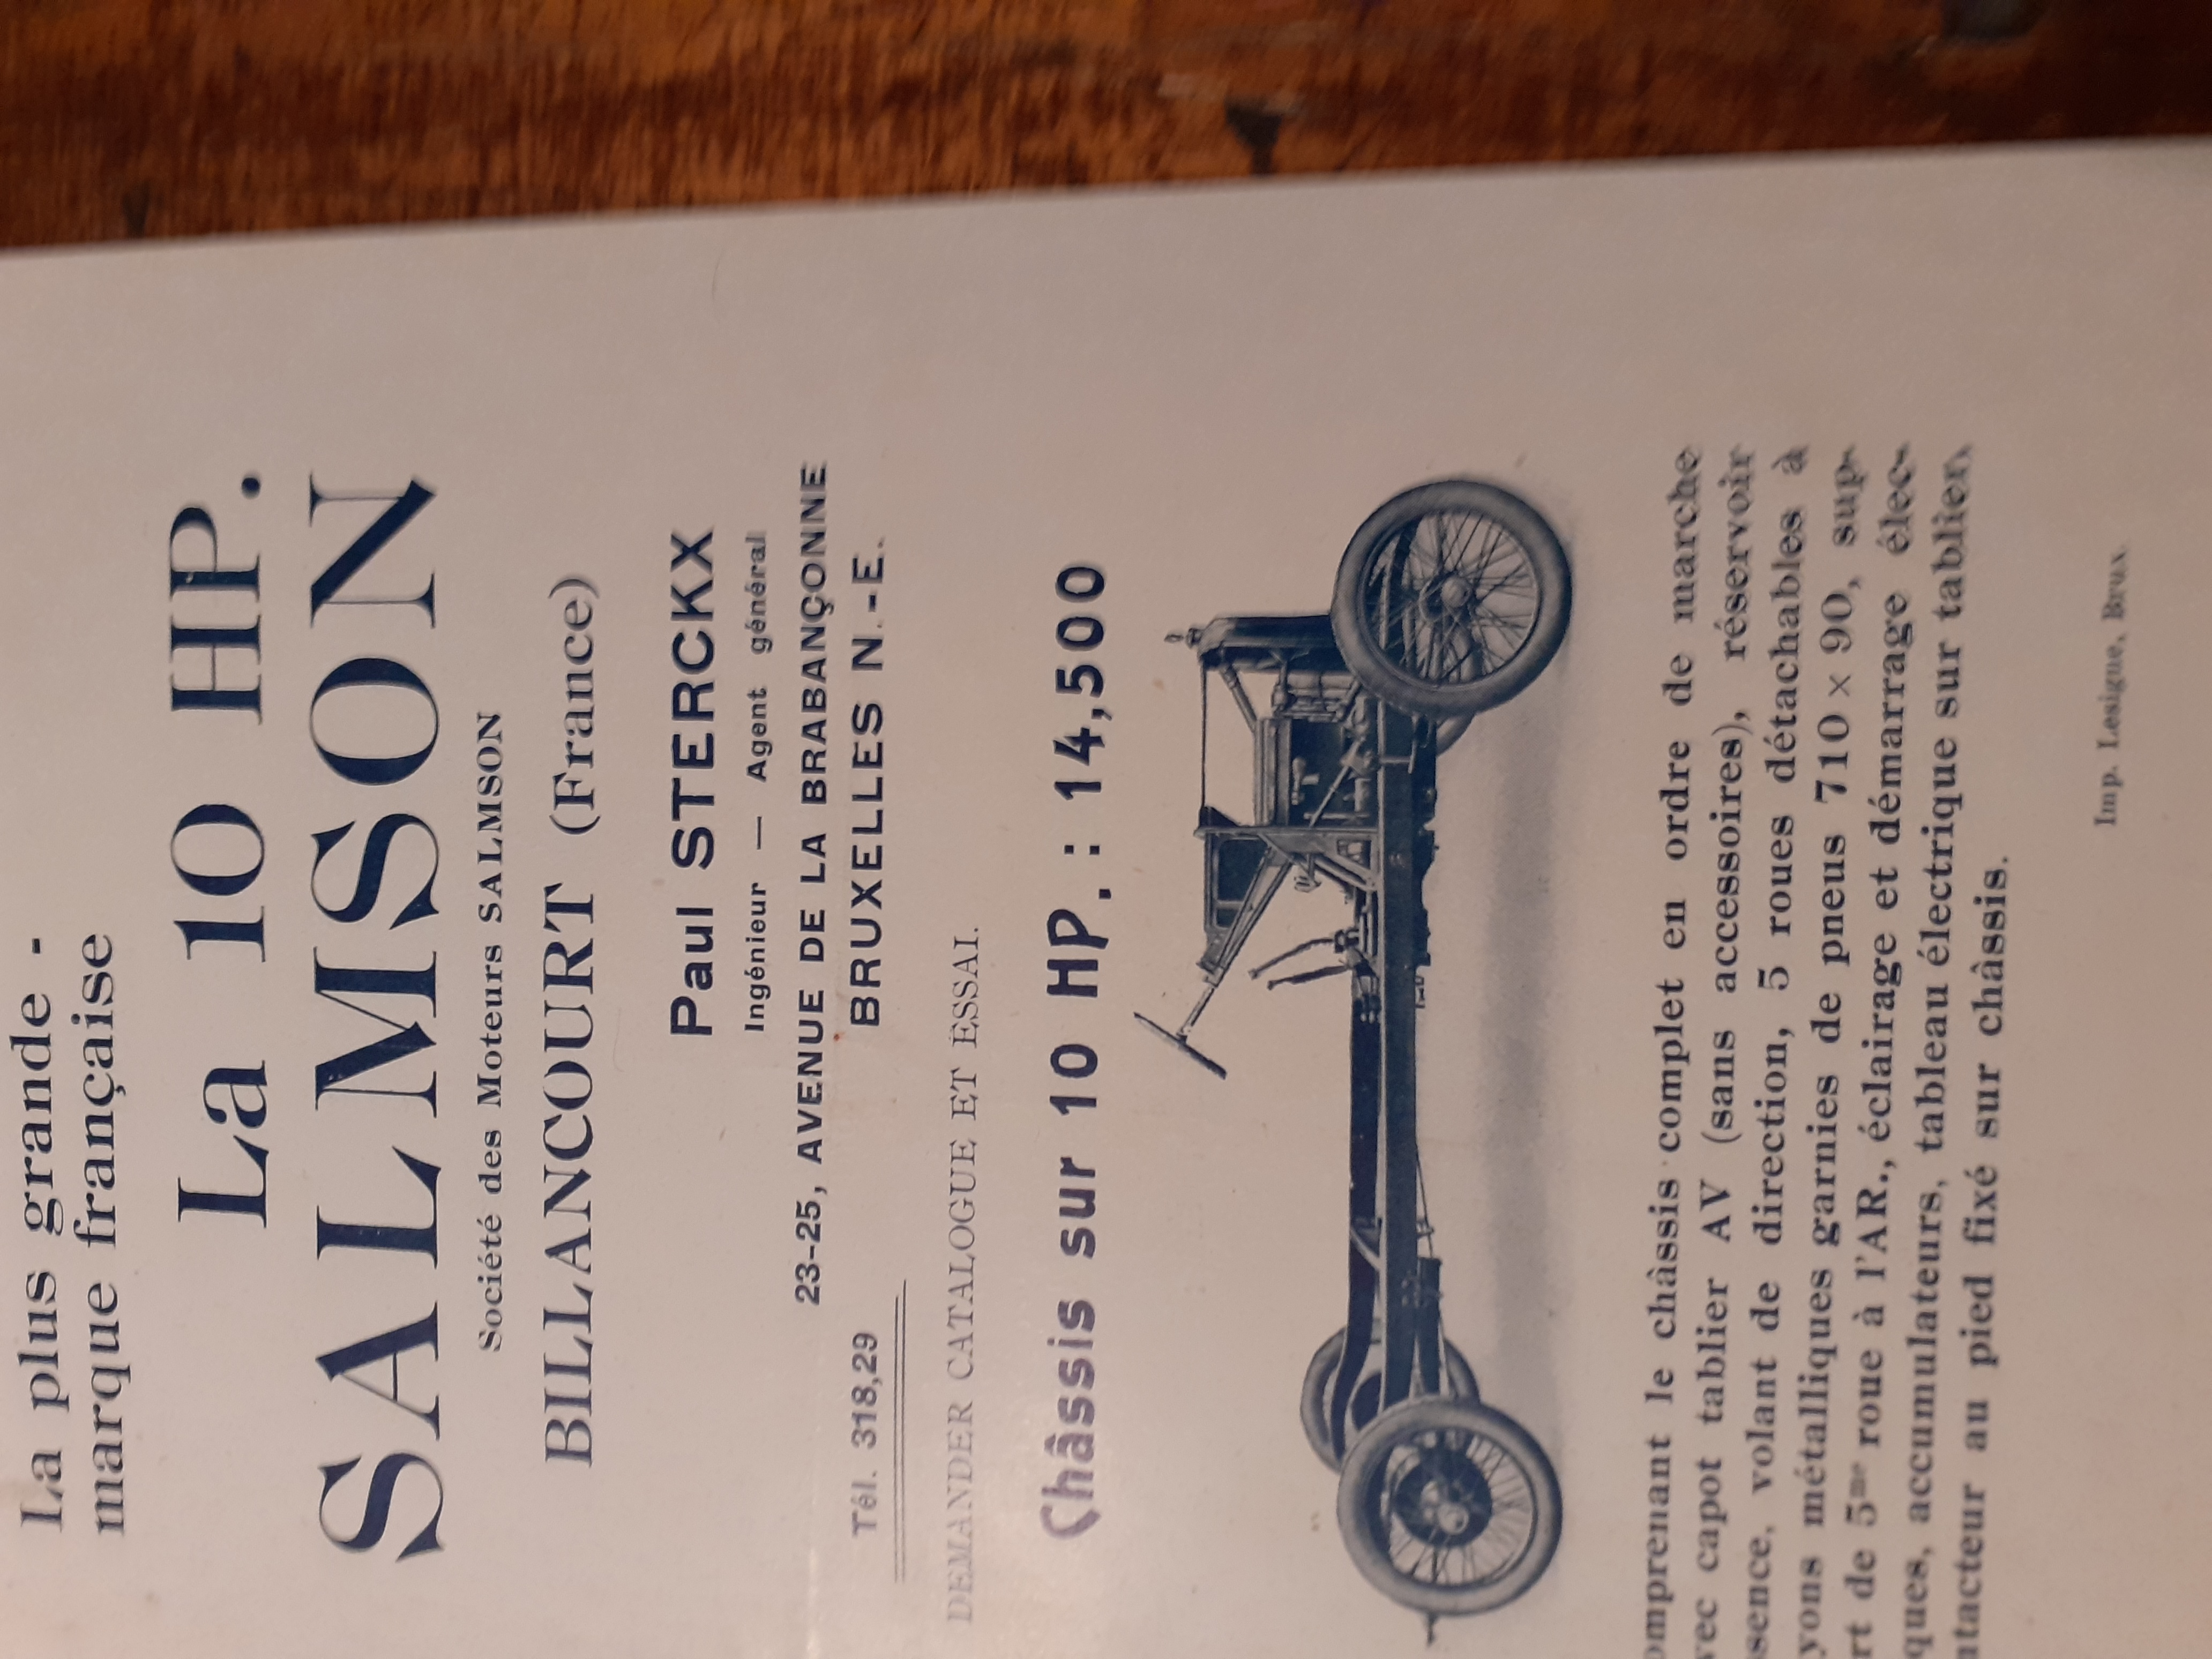 La plus grande -
marque française
La 10 HP.
SALMSON
Société des Moteurs SALMSON
BILLANCOURT (France)
Paul STERCKX
Ingénieur — Agent général
23-25, AVENUE DE LA BRABANÇONNE
Tél. 318,29 BRUXELLES N.-E.
DEMANDER CATALOGUE ET ESSAI.
Châssis sur 10 HP. : 14,500
omprenant le châssis complet en ordre de marche
vec capot tablier AV (sans accessoires), réservoir
ssence, volant de direction, 5 roues détachables à
yons métalliques garnies de pneus 710 × 90, sup-
rt de 5me roue à l'AR., éclairage et démarrage élec-
ques, accumulateurs, tableau électrique sur tablier,
ntacteur au pied fixé sur châssis.
Imp. Lesigue, Brux.